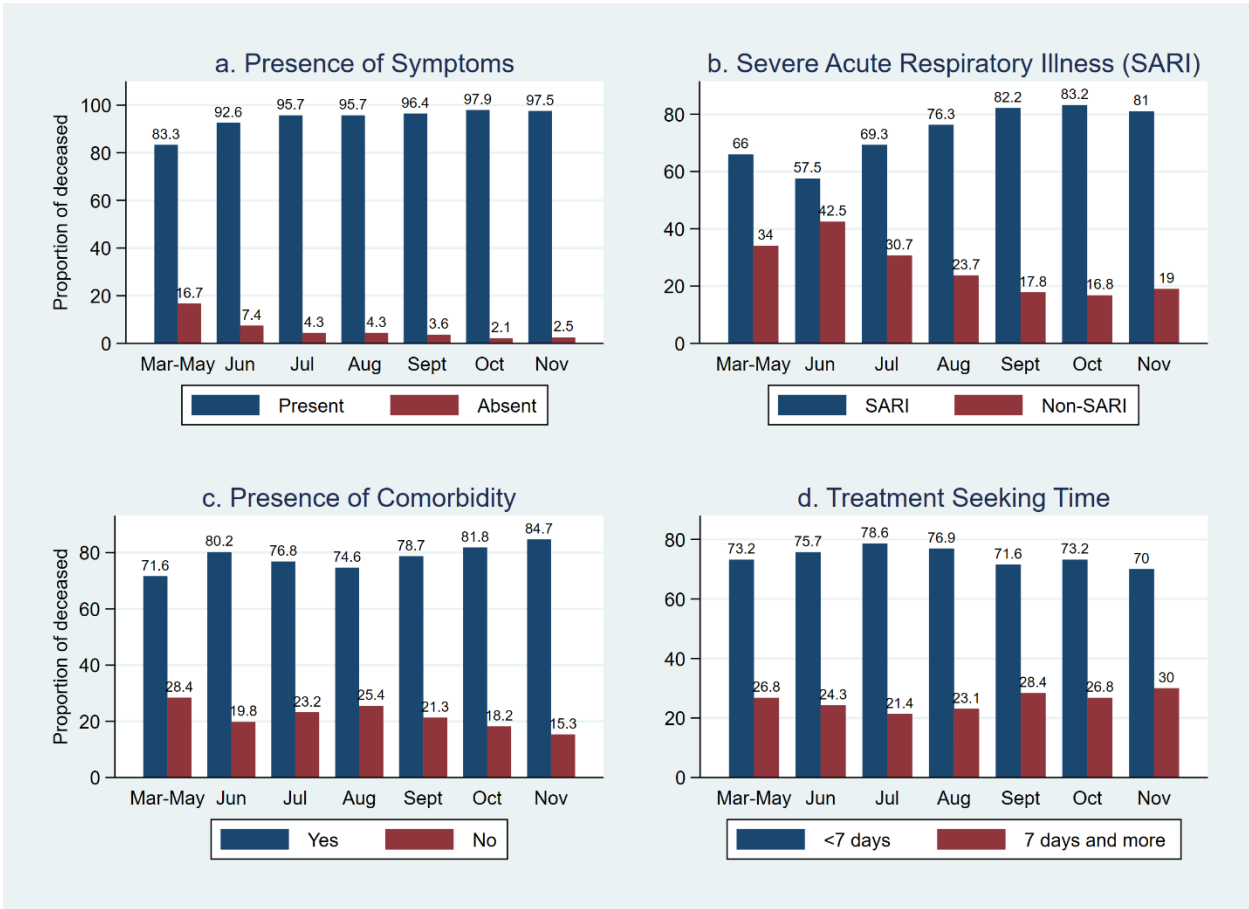 a. Presence of Symptoms
Proportion of deceased
100
80
60
40
20
0
83.3 92.6 95.7 95.7 96.4 97.9 97.5
16.7 7.4 4.3 4.3 3.6 2.1 2.5
Mar-May Jun Jul Aug Sept Oct Nov
Present Absent
b. Severe Acute Respiratory Illness (SARI)
80
60
40
20
0
66 57.5 69.3 76.3 82.2 83.2 81
34 42.5 30.7 23.7 17.8 16.8 19
Mar-May Jun Jul Aug Sept Oct Nov
SARI Non-SARI
c. Presence of Comorbidity
Proportion of deceased
80
60
40
20
0
71.6 80.2 76.8 74.6 78.7 81.8 84.7
28.4 19.8 23.2 25.4 21.3 18.2 15.3
Mar-May Jun Jul Aug Sept Oct Nov
Yes No
d. Treatment Seeking Time
80
60
40
20
0
73.2 75.7 78.6 76.9 71.6 73.2 70
26.8 24.3 21.4 23.1 28.4 26.8 30
Mar-May Jun Jul Aug Sept Oct Nov
<7 days 7 days and more